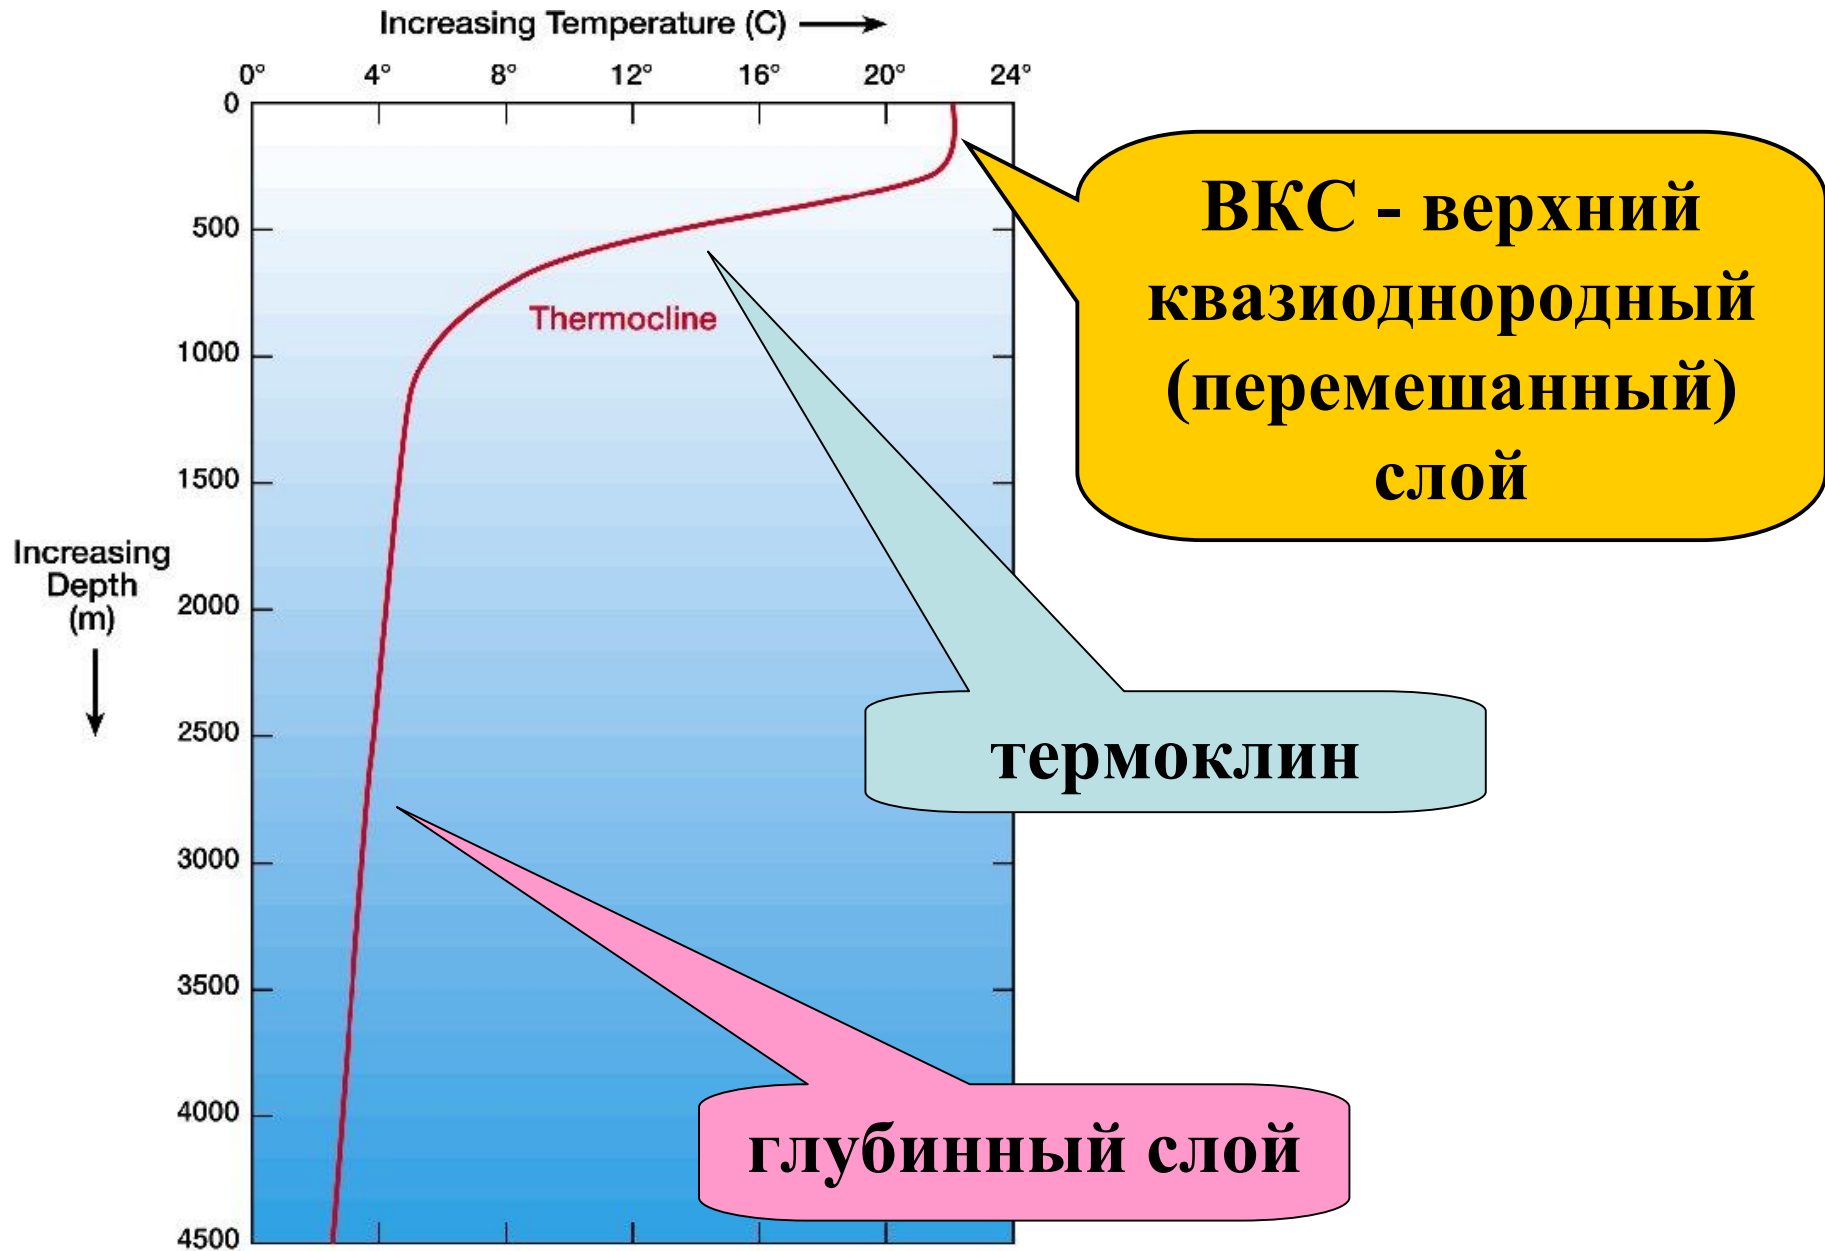 Increasing Temperature (C)
0° 4° 8° 12° 16° 20° 24°
0
500
1000
1500
2000
2500
3000
3500
4000
4500
Increasing
Depth
(m)
Thermocline
ВКС - верхний
квазиоднородный
(перемешанный)
слой
термоклин
глубинный слой